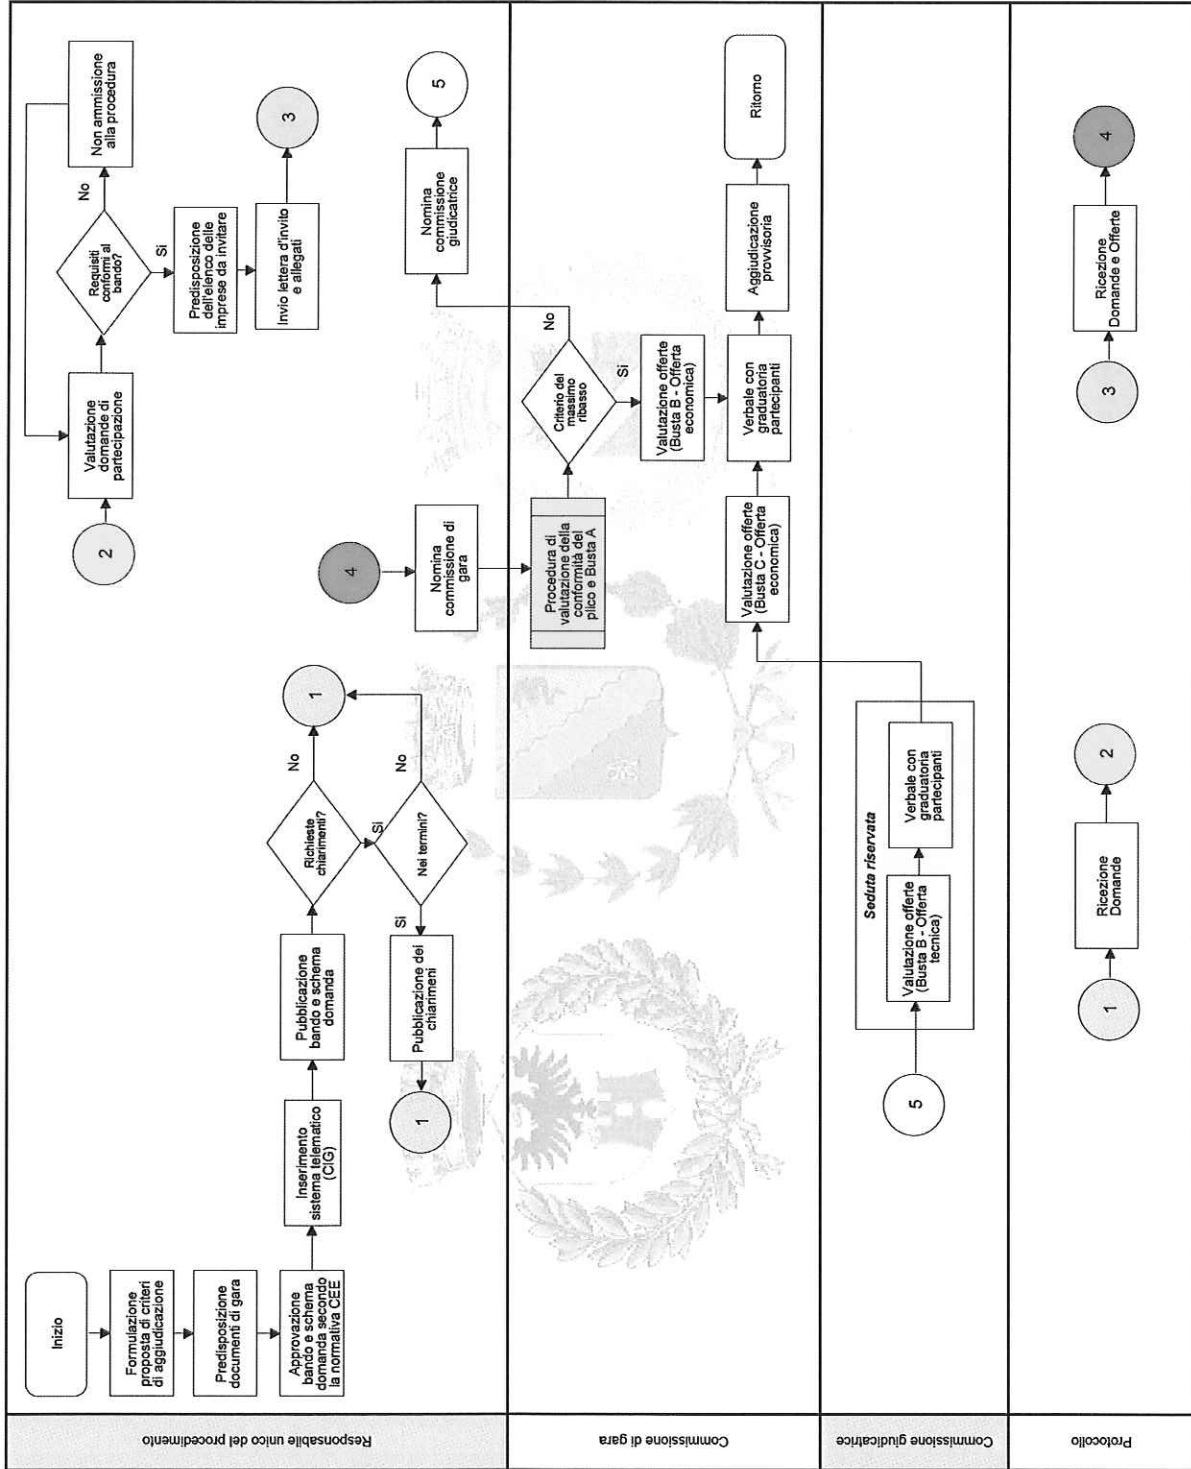 Responsabile unico del procedimento
Inizio
Formulazione
proposta di criteri
di aggiudicazione
Predisposizione
documenti di gara
Approvazione
bando e schema
domanda secondo
la normativa CEE
Inserimento
sistema telematico
(CIG)
Pubblicazione
bando e schema
domanda
Richieste
chiarimenti?
No
Si
1
Nei termini?
No
Si
Pubblicazione dei
chiarimeni
1
2
Valutazione
domande di
partecipazione
Requisiti
conformi al
bando?
No
Non ammissione
alla procedura
Si
Predisposizione
dell'elenco delle
imprese da invitare
Invio lettera d'invito
e allegati
3
4
Nomina
commissione di
gara
Nomina
commissione
giudicatrice
5
Commissione di gara
Procedura di
valutazione della
conformità del
plico e Busta A
Criterio del
massimo
ribasso
No
Si
Valutazione offerte
(Busta B - Offerta
economica)
Valutazione offerte
(Busta C - Offerta
economica)
Verbale con
graduatoria
partecipanti
Aggiudicazione
provvisoria
Ritorno
Commissione giudicatrice
5
Seduta riservata
Valutazione offerte
(Busta B - Offerta
tecnica)
Verbale con
graduatoria
partecipanti
Protocollo
1
Ricezione
Domande
2
3
Ricezione
Domande e Offerte
4